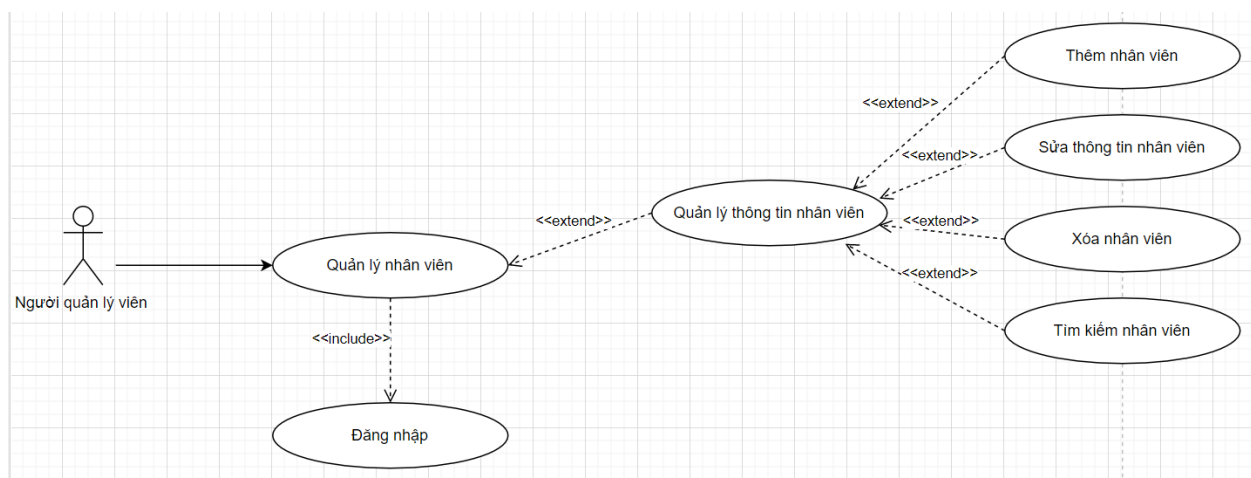 Thêm nhân viên
<<extend>>
Sửa thông tin nhân viên
<<extend>>
Quản lý thông tin nhân viên
<<extend>>
<<extend>>
Xóa nhân viên
Quản lý nhân viên
<<extend>>
Người quản lý viên
Tìm kiếm nhân viên
<<include>>
Đăng nhập